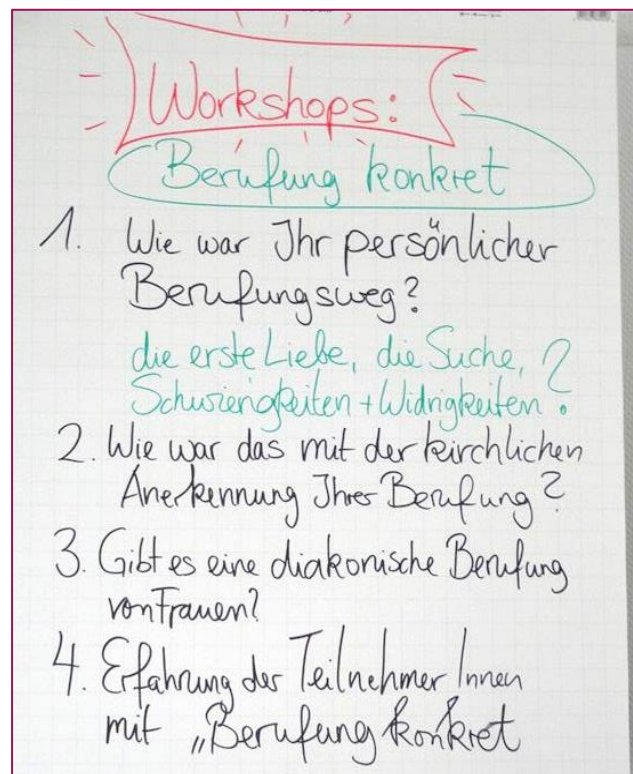 Workshops:
Berufung konkret
1. Wie war Ihr persönlicher
Berufungsweg?
die erste Liebe, die Suche,
Schwierigkeiten + Widrigkeiten?
2. Wie war das mit der kirchlichen
Anerkennung Ihrer Berufung?
3. Gibt es eine diakonische Berufung
von Frauen?
4. Erfahrung der TeilnehmerInnen
mit „Berufung konkret